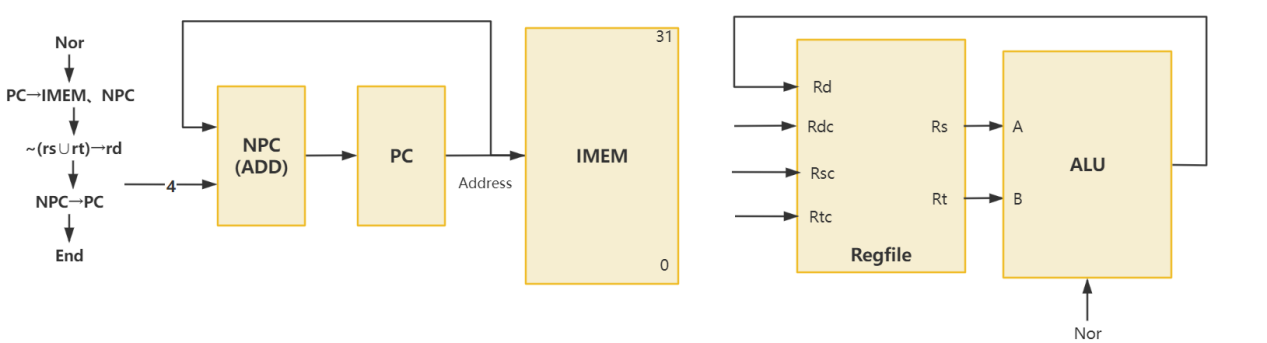 Nor
PC→IMEM、NPC
~(rs∪rt)→rd
NPC→PC
End
4
NPC
(ADD)
PC
Address
31
IMEM
0
Rd
Rdc
Rsc
Rtc
Rs
Rt
Regfile
A
B
ALU
Nor